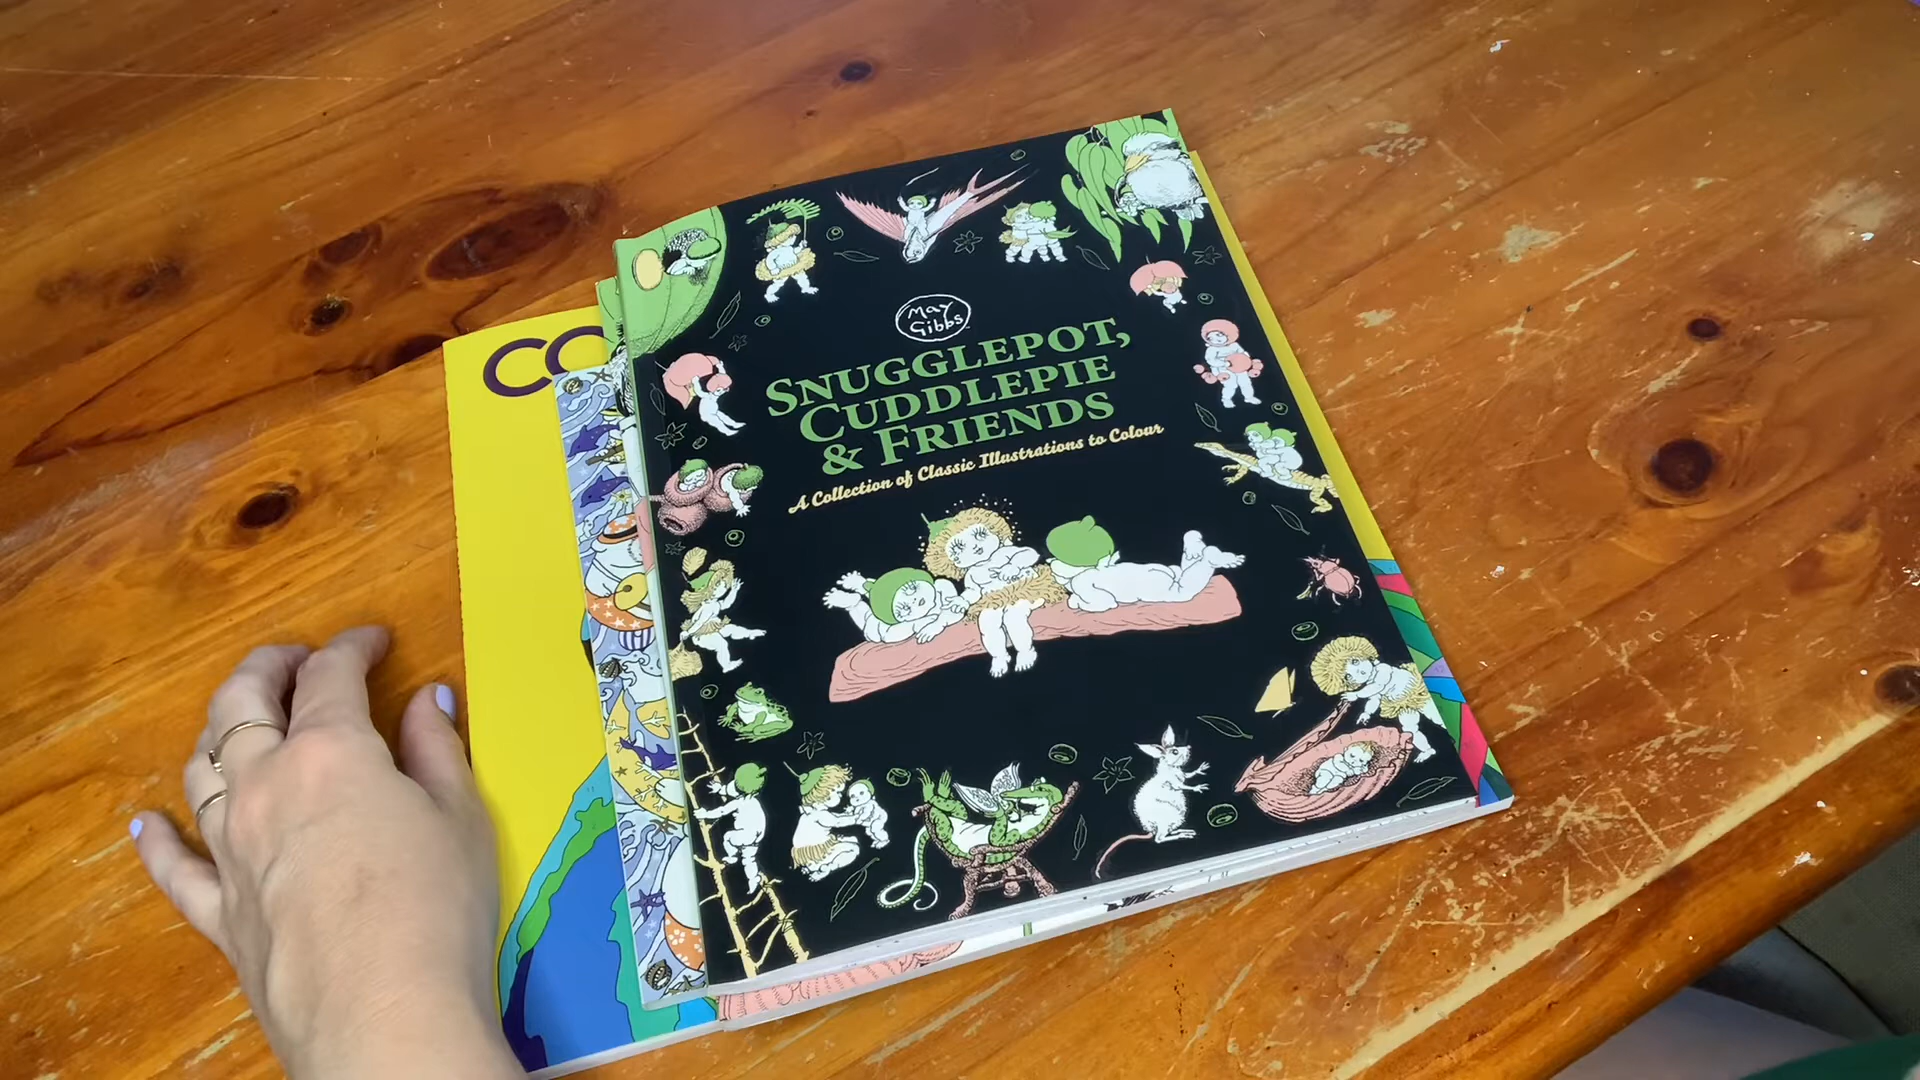 CO
May
Gibbs
SNUGGLEPOT,
CUDDLEPIE
& FRIENDS
A Collection of Classic Illustrations to Colour